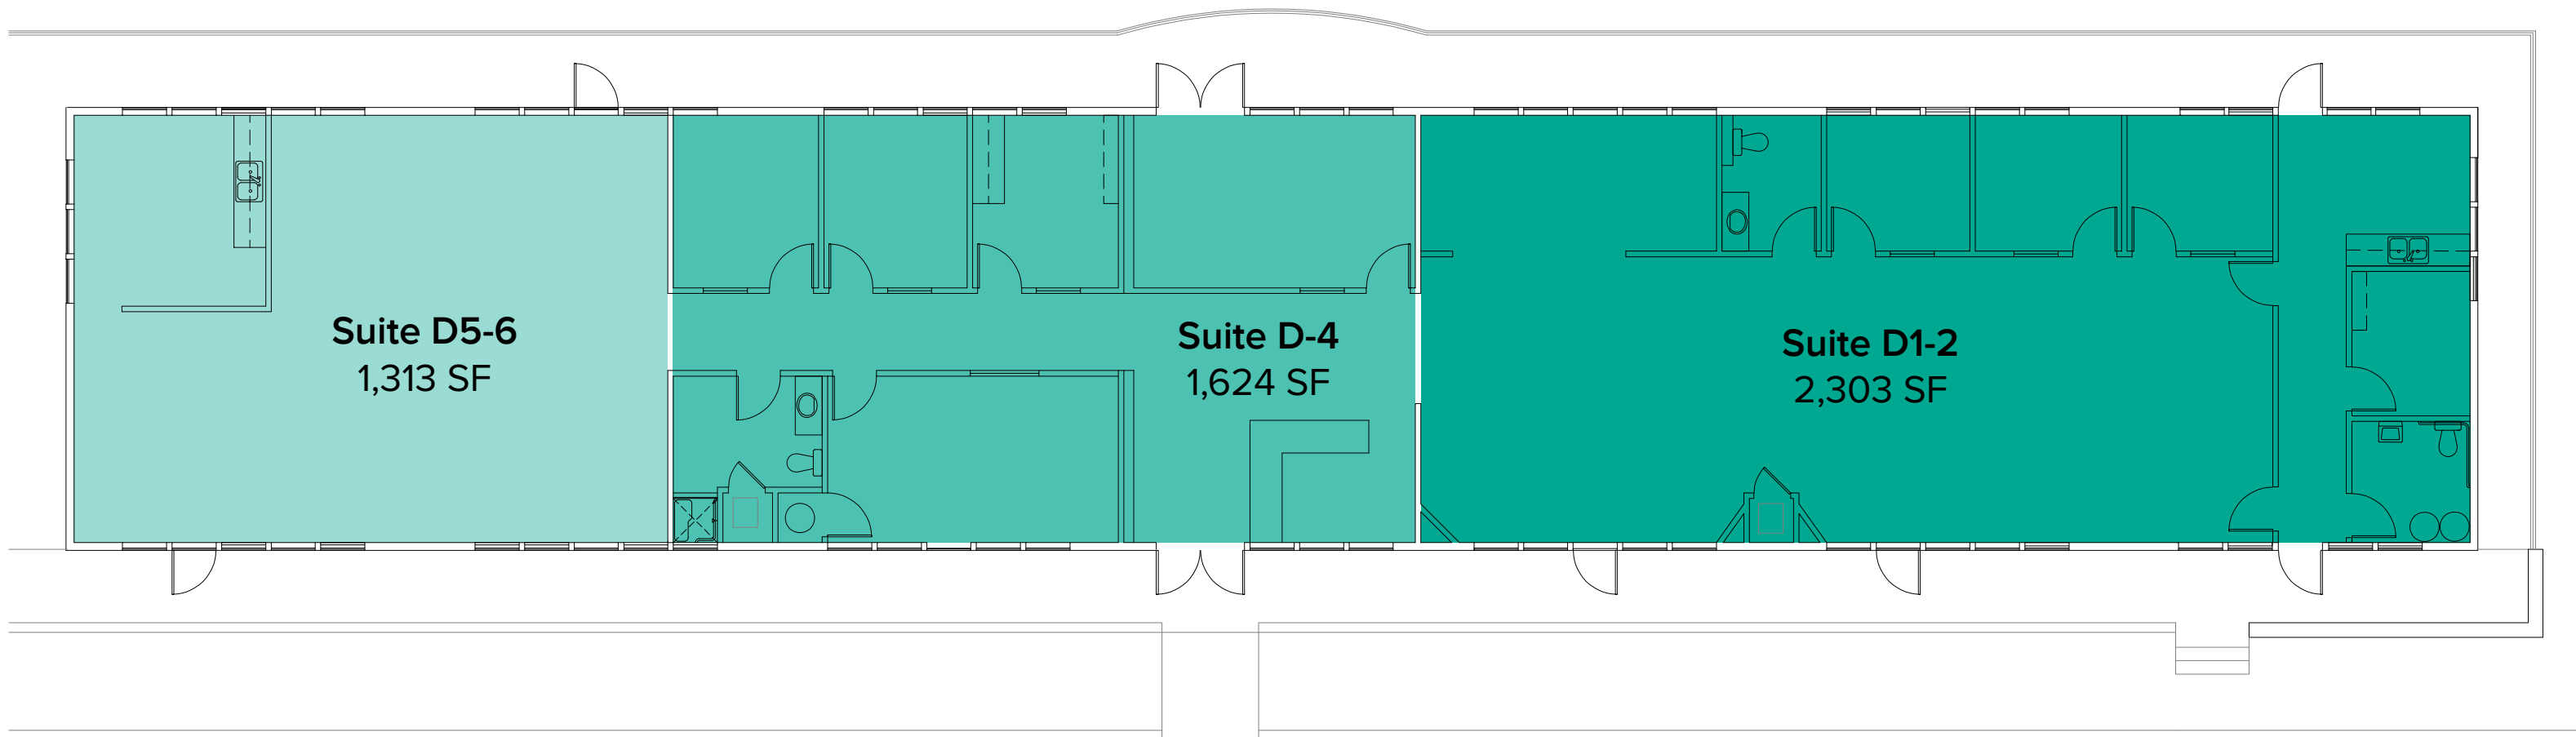 Suite D5-6
1,313 SF
Suite D-4
1,624 SF
Suite D1-2
2,303 SF